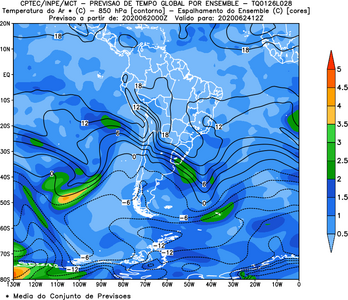 CPTEC/INPE/MCT - PREVISAO DE TEMPO GLOBAL POR ENSEMBLE - TQ0126L028
Temperatura do Ar * (C) - 850 hPa [contorno] - Espalhamento do Ensemble (C) [cores]
Previsao a partir de: 2020062000Z  Valido para: 2020062412Z
20N
10N
EQ
10S
20S
30S
40S
50S
60S
70S
80S
130W 120W 110W 100W 90W 80W 70W 60W 50W 40W 30W 20W 10W 0
18
18
18
12
12
12
18
0
0
-6
-6
-6
-12
-12
-12
5
4.5
4
3.5
3
2.5
2
1.5
1
0.5
* Media do Conjunto de Previsoes